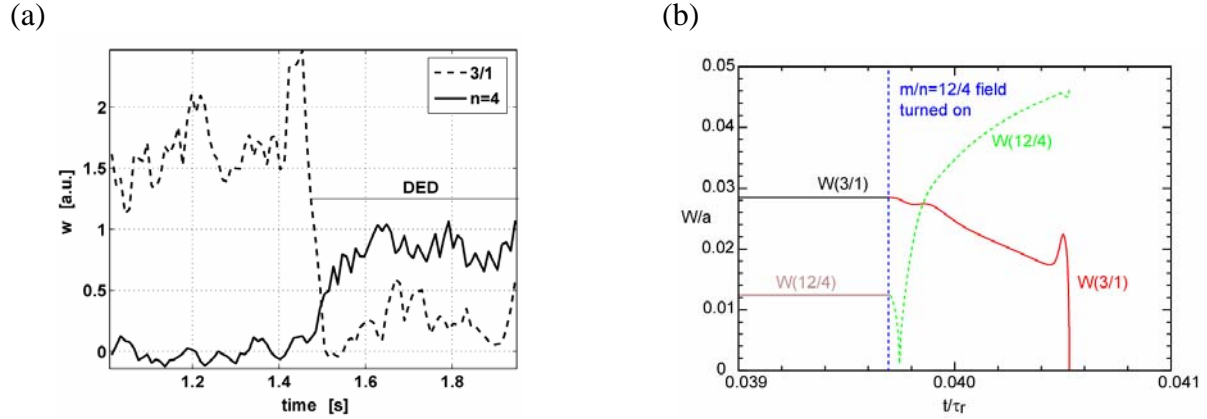 (a)
3/1
n=4
DED
w [a.u.]
2
1.5
1
0.5
0
1.2 1.4 1.6 1.8
time [s]
(b)
0.05
0.04
0.03
W/a
0.02
0.01
0
m/n=12/4 field
turned on
W(12/4)
W(3/1)
W(12/4)
W(3/1)
0.039 0.040 0.041
t/τr